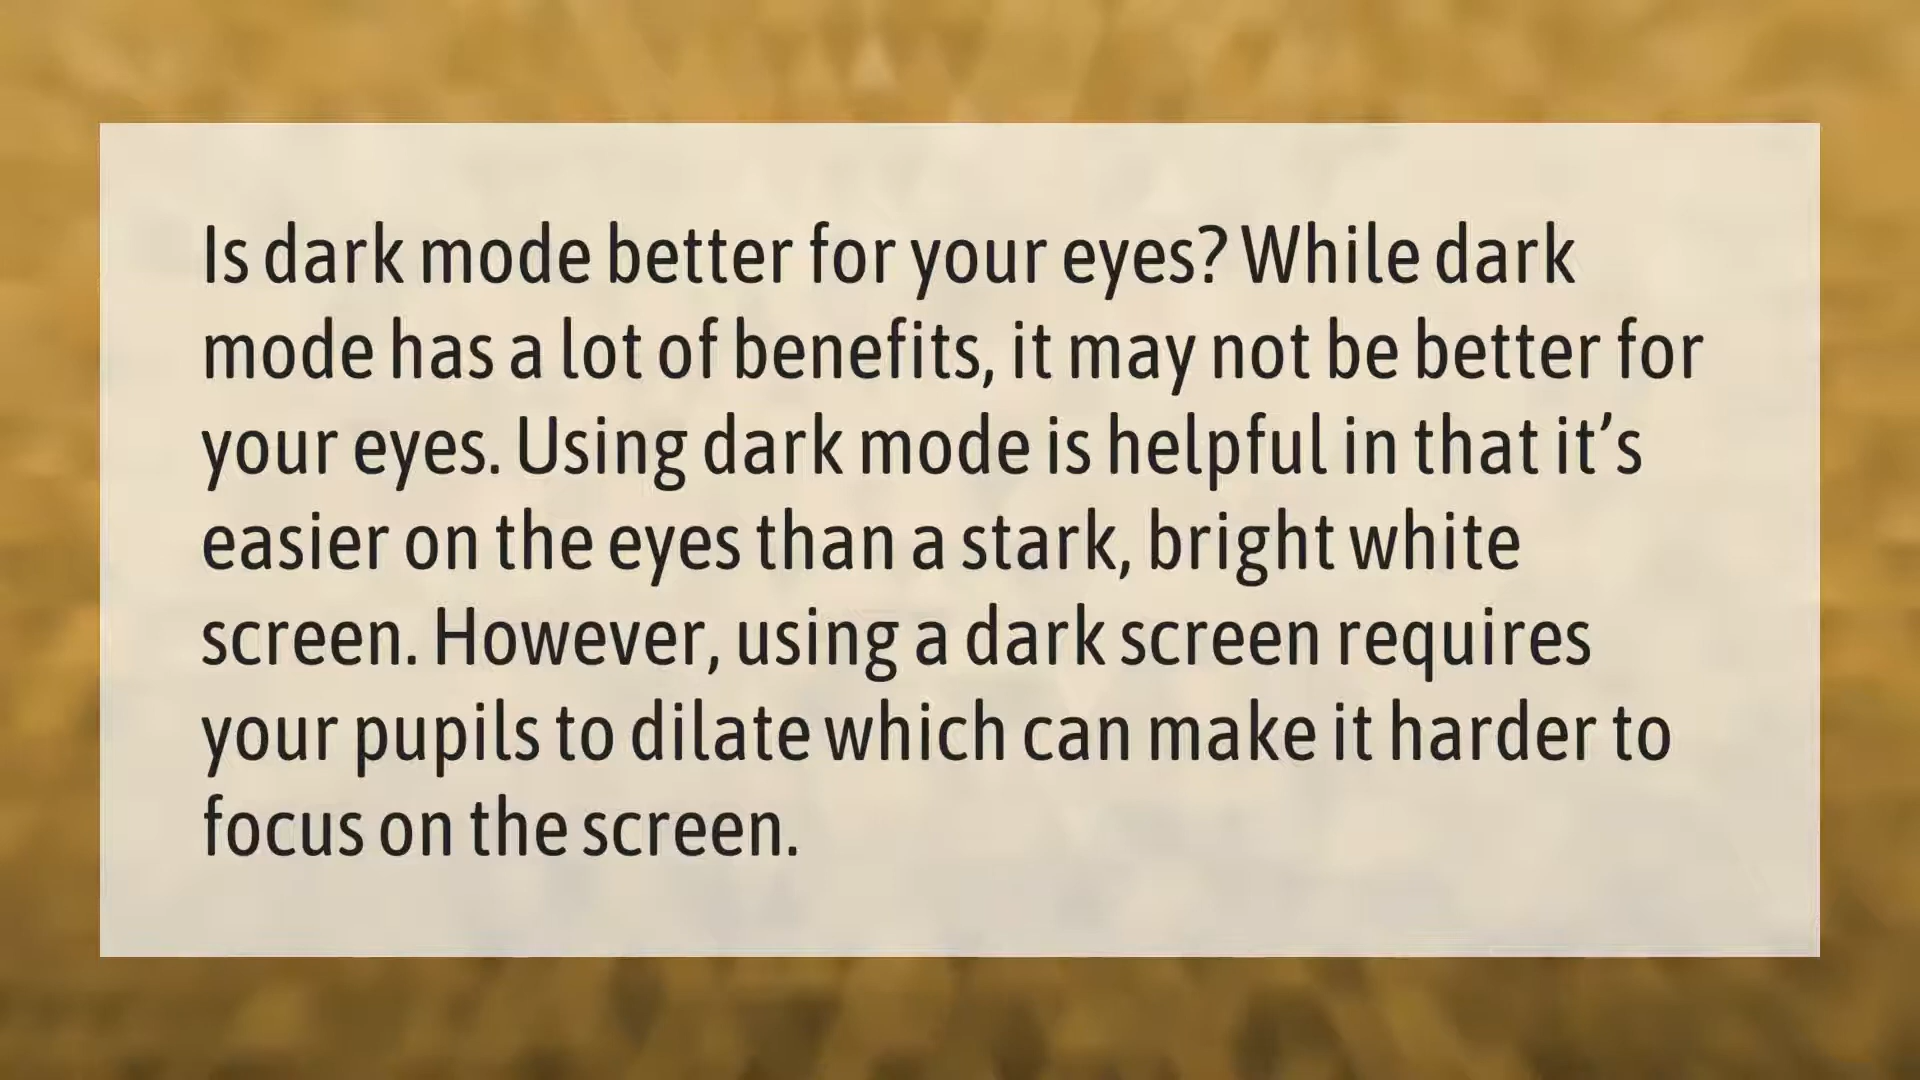 Is dark mode better for your eyes? While dark
mode has a lot of benefits, it may not be better for
your eyes. Using dark mode is helpful in that it’s
easier on the eyes than a stark, bright white
screen. However, using a dark screen requires
your pupils to dilate which can make it harder to
focus on the screen.